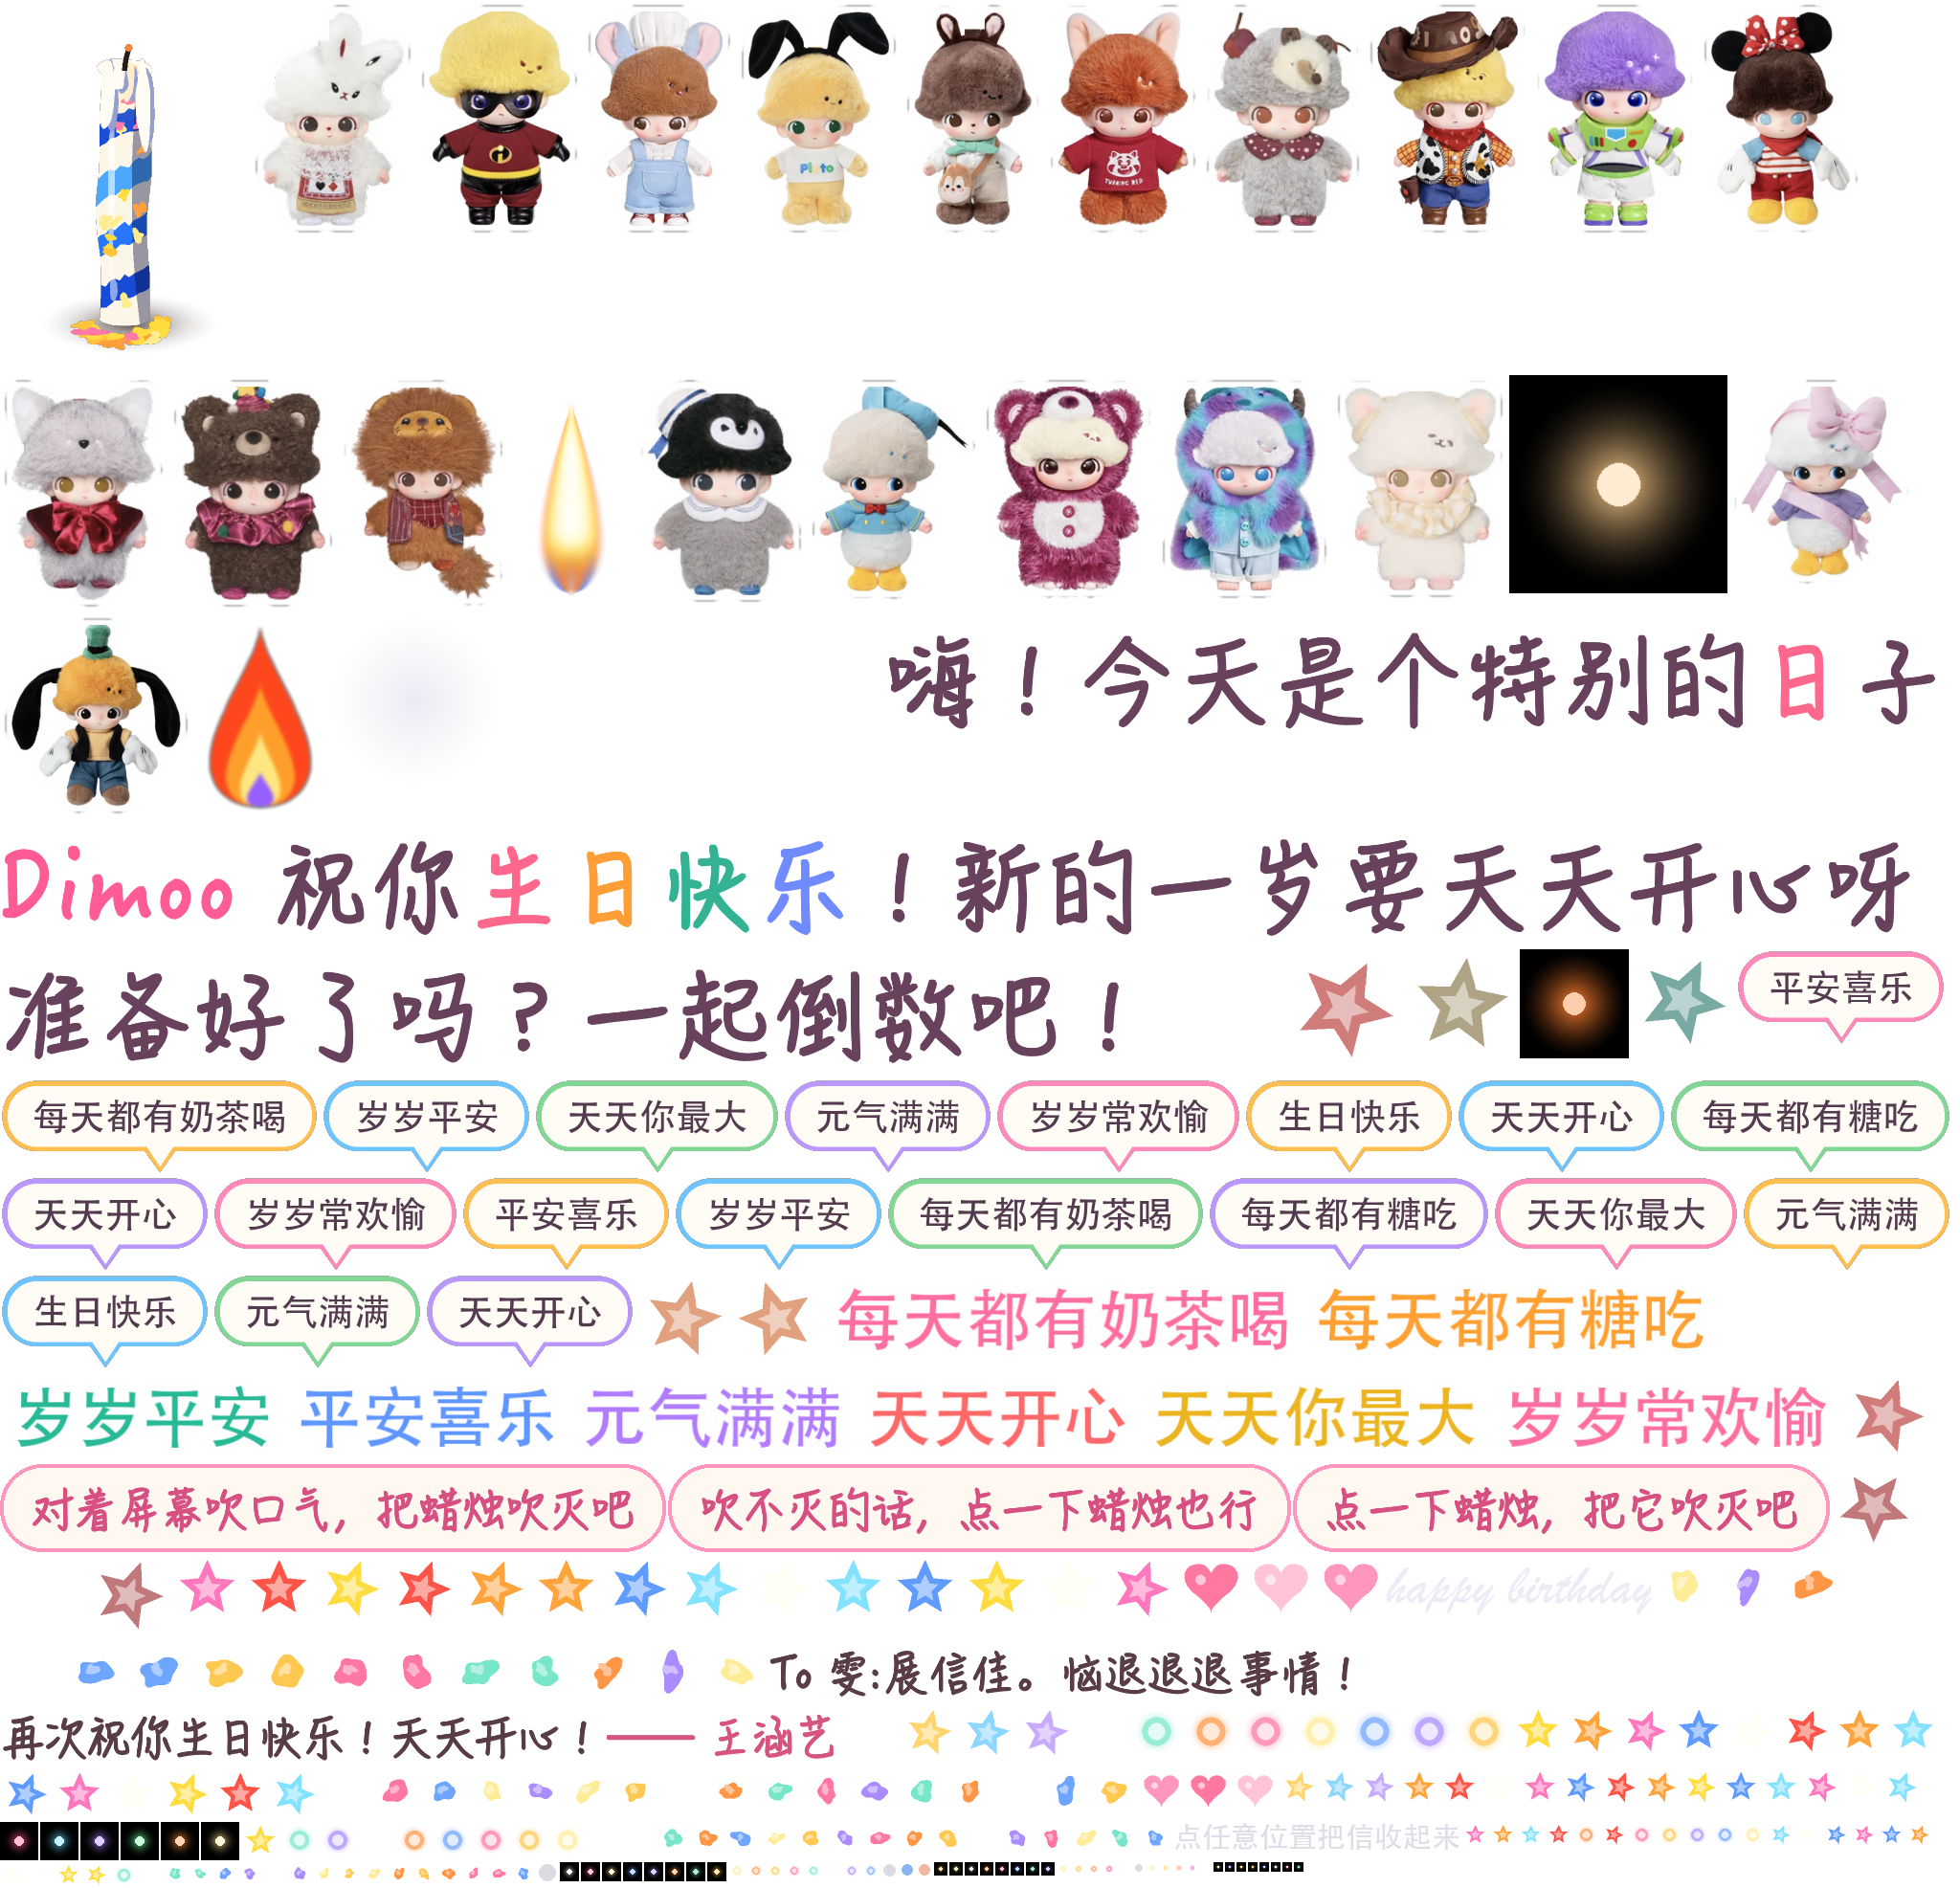 Pluto
TURNING RED
嗨！今天是个特别的日子
Dimoo 祝你生日快乐！新的一岁要天天开心呀
准备好了吗？一起倒数吧！
平安喜乐
每天都有奶茶喝 岁岁平安 天天你最大 元气满满 岁岁常欢愉 生日快乐 天天开心 每天都有糖吃
天天开心 岁岁常欢愉 平安喜乐 岁岁平安 每天都有奶茶喝 每天都有糖吃 天天你最大 元气满满
生日快乐 元气满满 天天开心 每天都有奶茶喝 每天都有糖吃
岁岁平安 平安喜乐 元气满满 天天开心 天天你最大 岁岁常欢愉
对着屏幕吹口气，把蜡烛吹灭吧 吹不灭的话，点一下蜡烛也行 点一下蜡烛，把它吹灭吧
happy birthday
To 雯:展信佳。恼退退退事情！
再次祝你生日快乐！天天开心！—— 王涵艺
点任意位置把信收起来